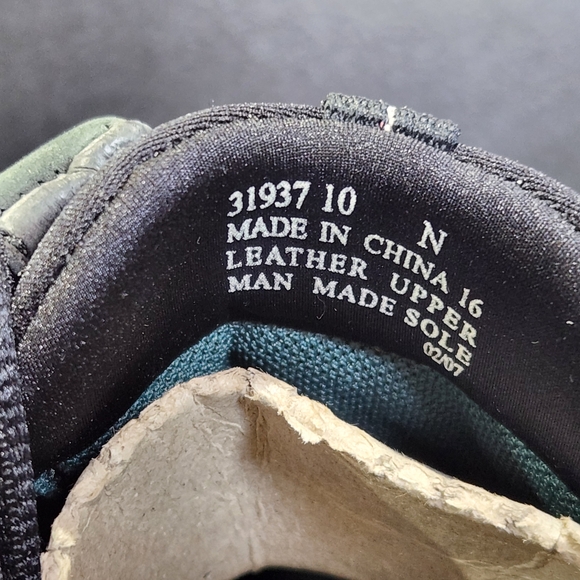 31937 10 N
MADE IN CHINA 16
LEATHER UPPER
MAN MADE SOLE
02/07